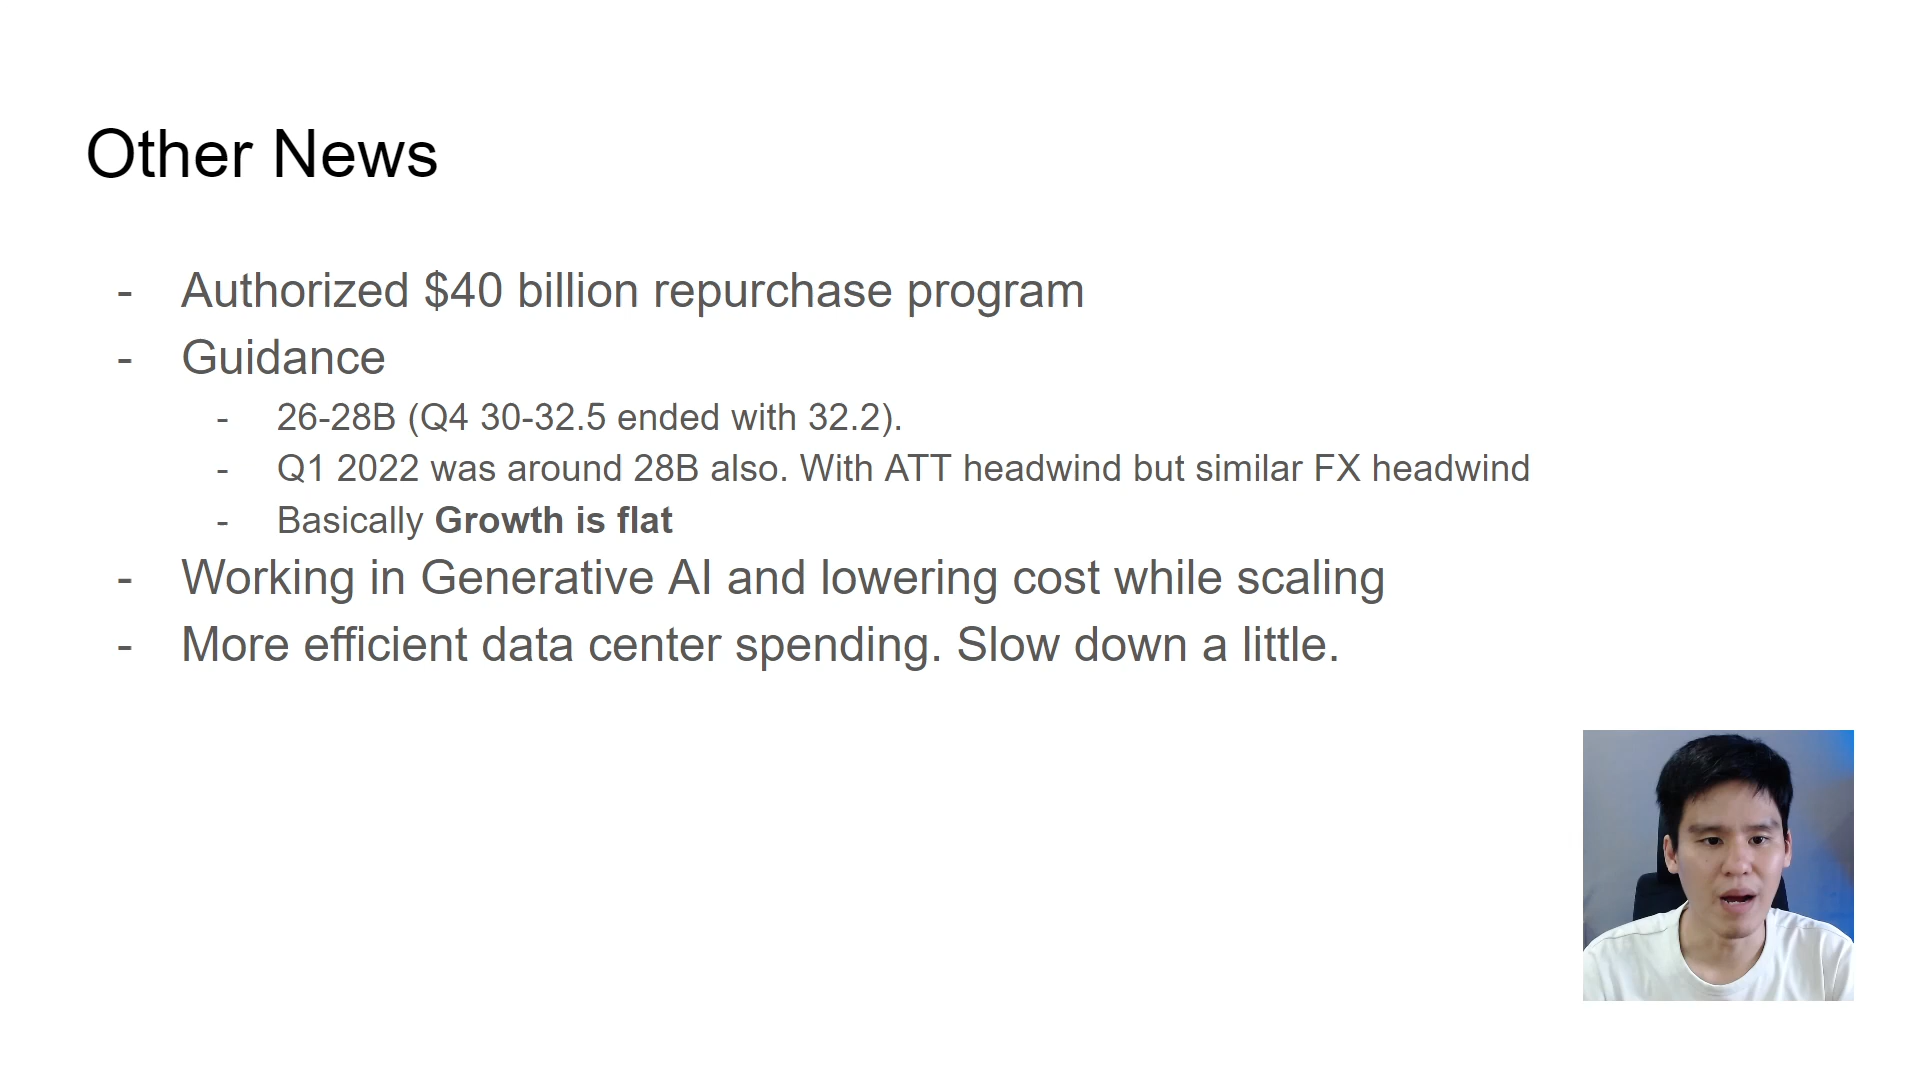 Other News
- Authorized $40 billion repurchase program
- Guidance
- 26-28B (Q4 30-32.5 ended with 32.2).
- Q1 2022 was around 28B also. With ATT headwind but similar FX headwind
- Basically Growth is flat
- Working in Generative AI and lowering cost while scaling
- More efficient data center spending. Slow down a little.